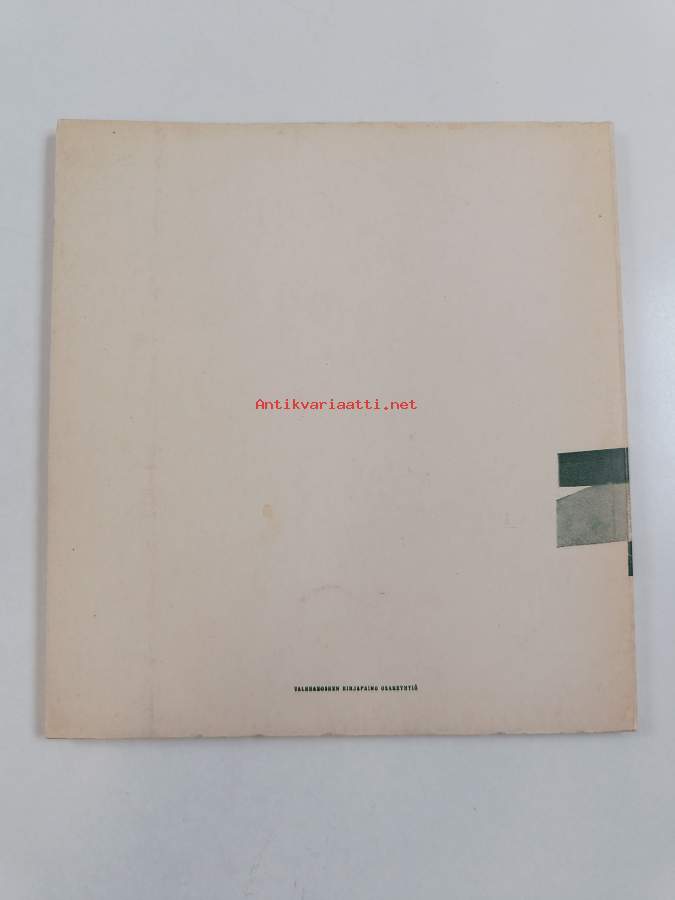 Antikvariaatti.net
VALKEAKOSKEN KIRJAPAINO OSAKEYHTIÖ